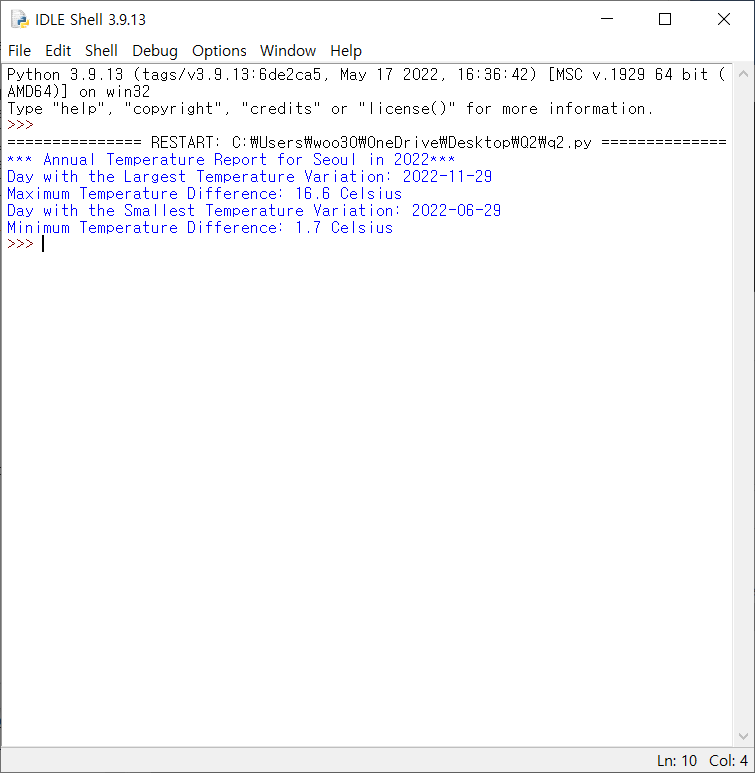 IDLE Shell 3.9.13
File Edit Shell Debug Options Window Help
Python 3.9.13 (tags/v3.9.13:6de2ca5, May 17 2022, 16:36:42) [MSC v.1929 64 bit (
AMD64)] on win32
Type "help", "copyright", "credits" or "license()" for more information.
>>>
=============== RESTART: C:₩Users₩woo30₩OneDrive₩Desktop₩Q2₩q2.py ==============
*** Annual Temperature Report for Seoul in 2022***
Day with the Largest Temperature Variation: 2022-11-29
Maximum Temperature Difference: 16.6 Celsius
Day with the Smallest Temperature Variation: 2022-06-29
Minimum Temperature Difference: 1.7 Celsius
>>>
Ln: 10 Col: 4